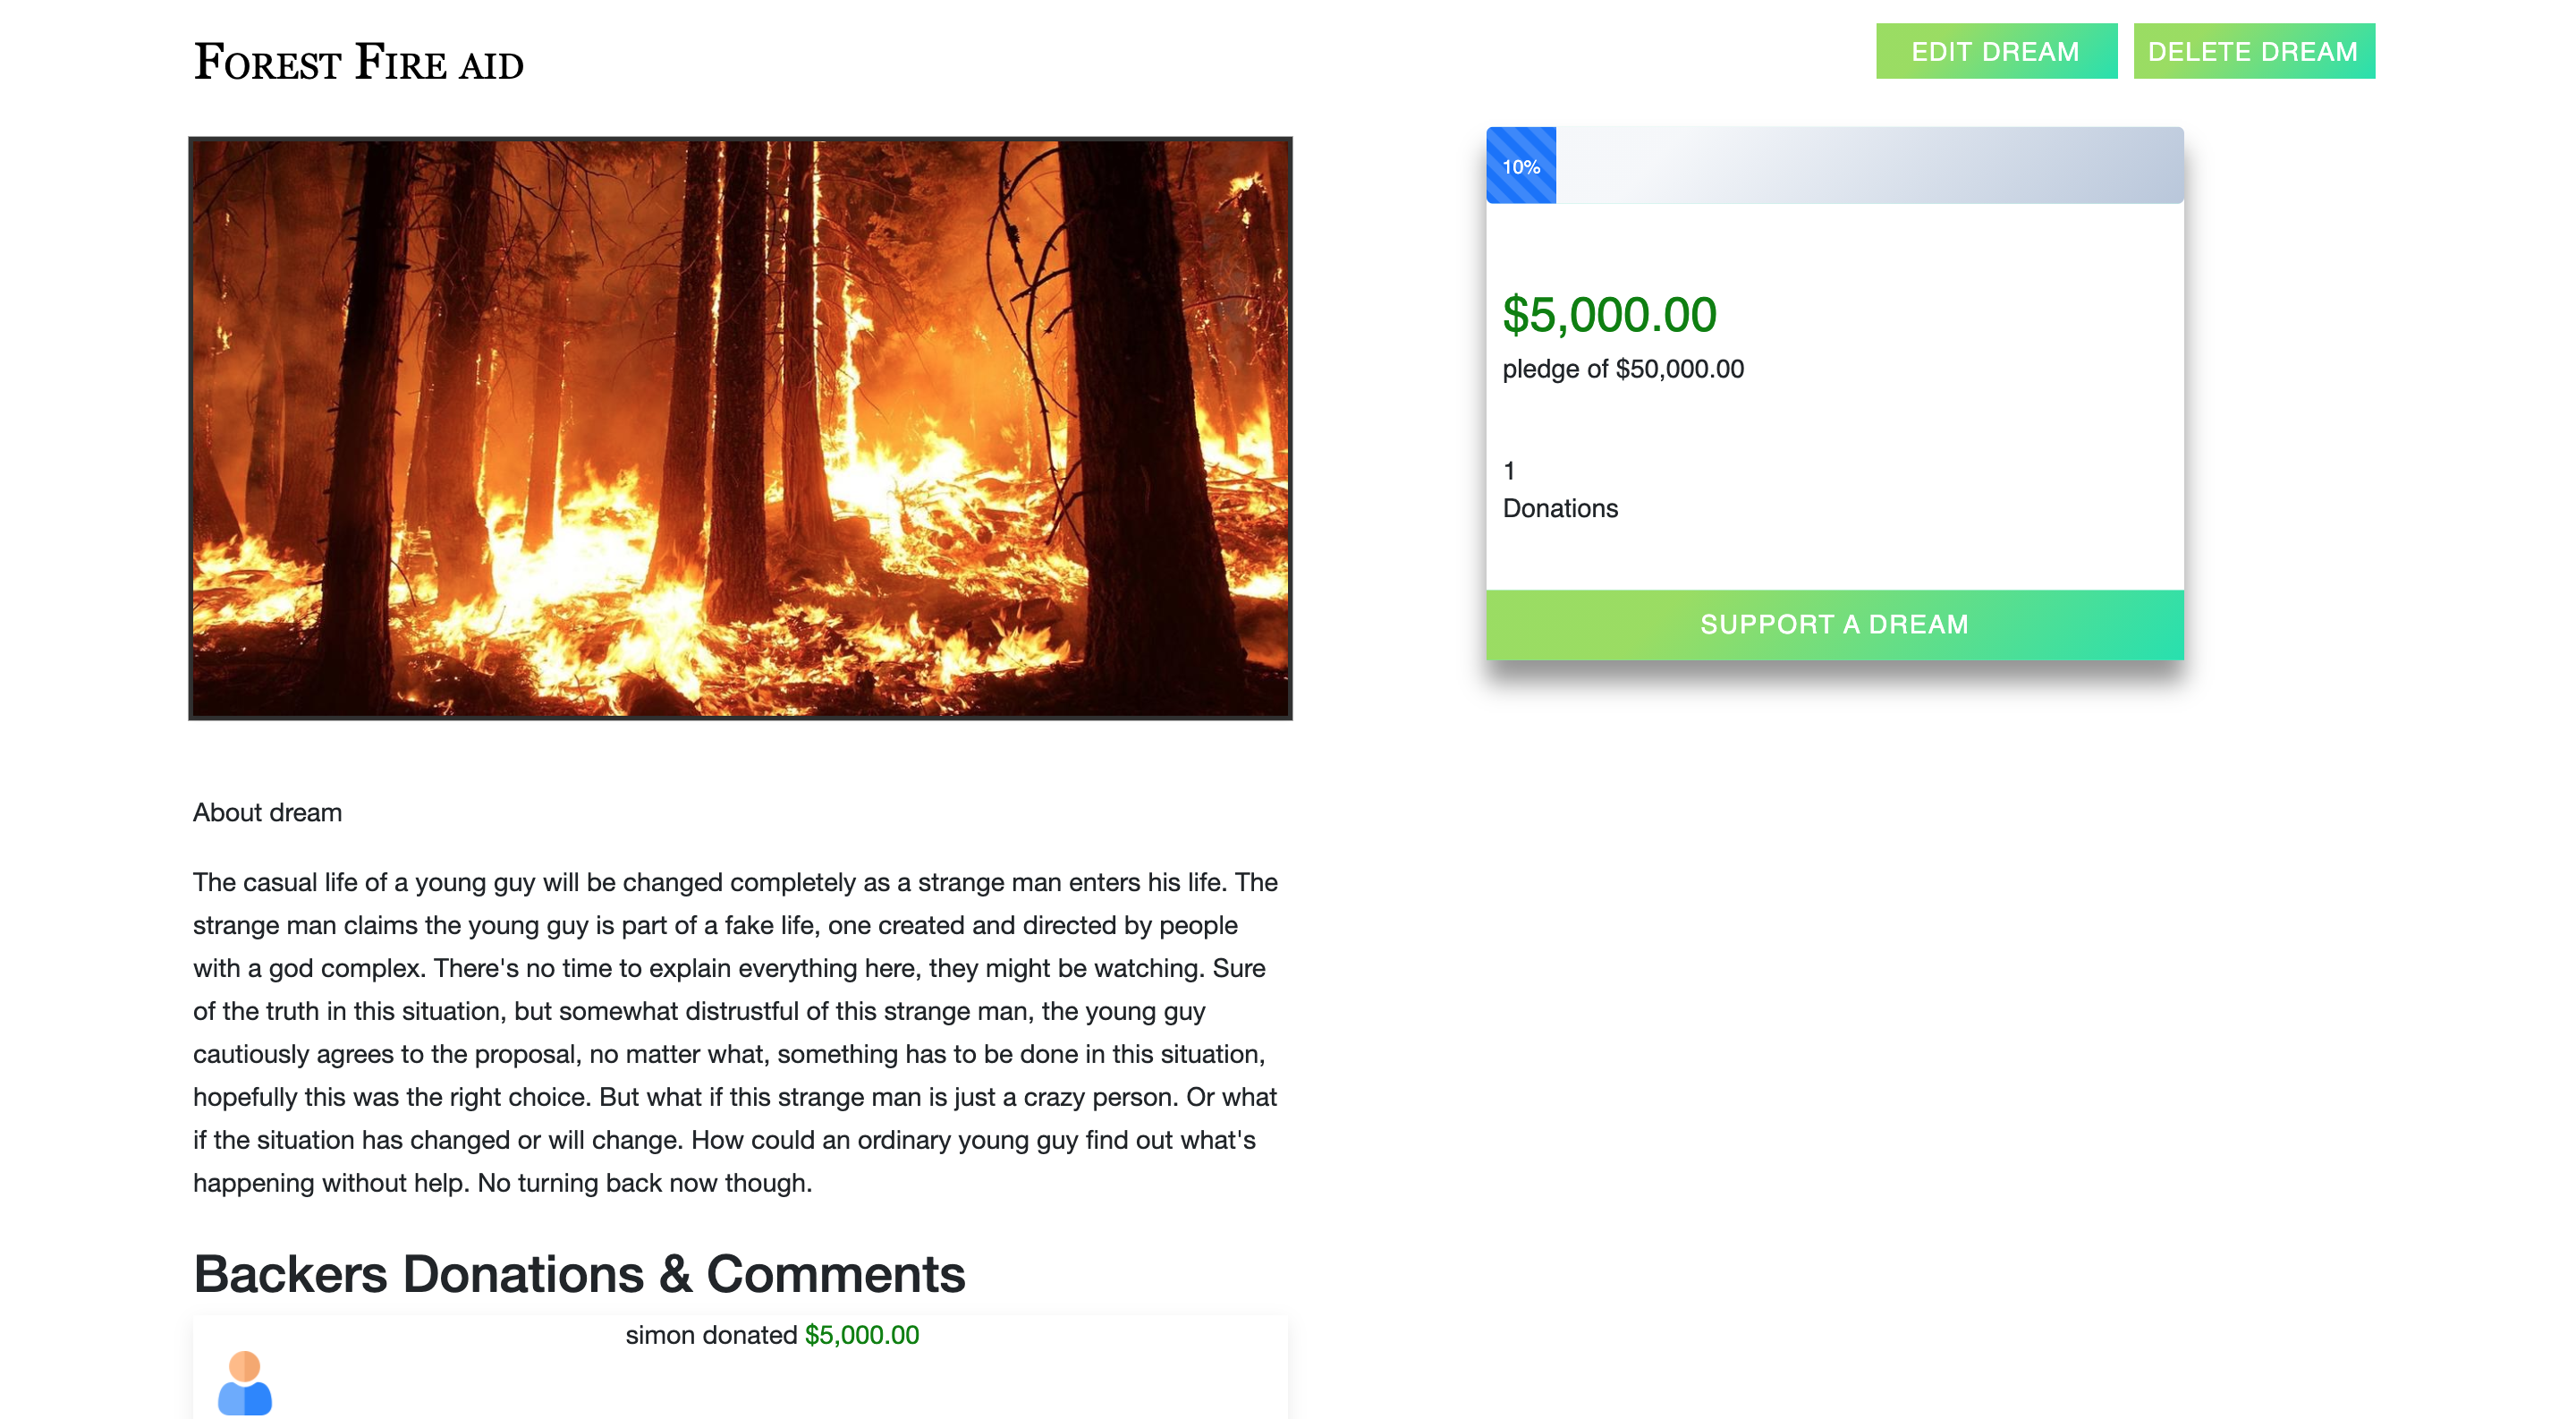 Forest Fire aid
EDIT DREAM
DELETE DREAM
10%
$5,000.00
pledge of $50,000.00
1
Donations
SUPPORT A DREAM
About dream
The casual life of a young guy will be changed completely as a strange man enters his life. The
strange man claims the young guy is part of a fake life, one created and directed by people
with a god complex. There's no time to explain everything here, they might be watching. Sure
of the truth in this situation, but somewhat distrustful of this strange man, the young guy
cautiously agrees to the proposal, no matter what, something has to be done in this situation,
hopefully this was the right choice. But what if this strange man is just a crazy person. Or what
if the situation has changed or will change. How could an ordinary young guy find out what's
happening without help. No turning back now though.
Backers Donations & Comments
simon donated $5,000.00